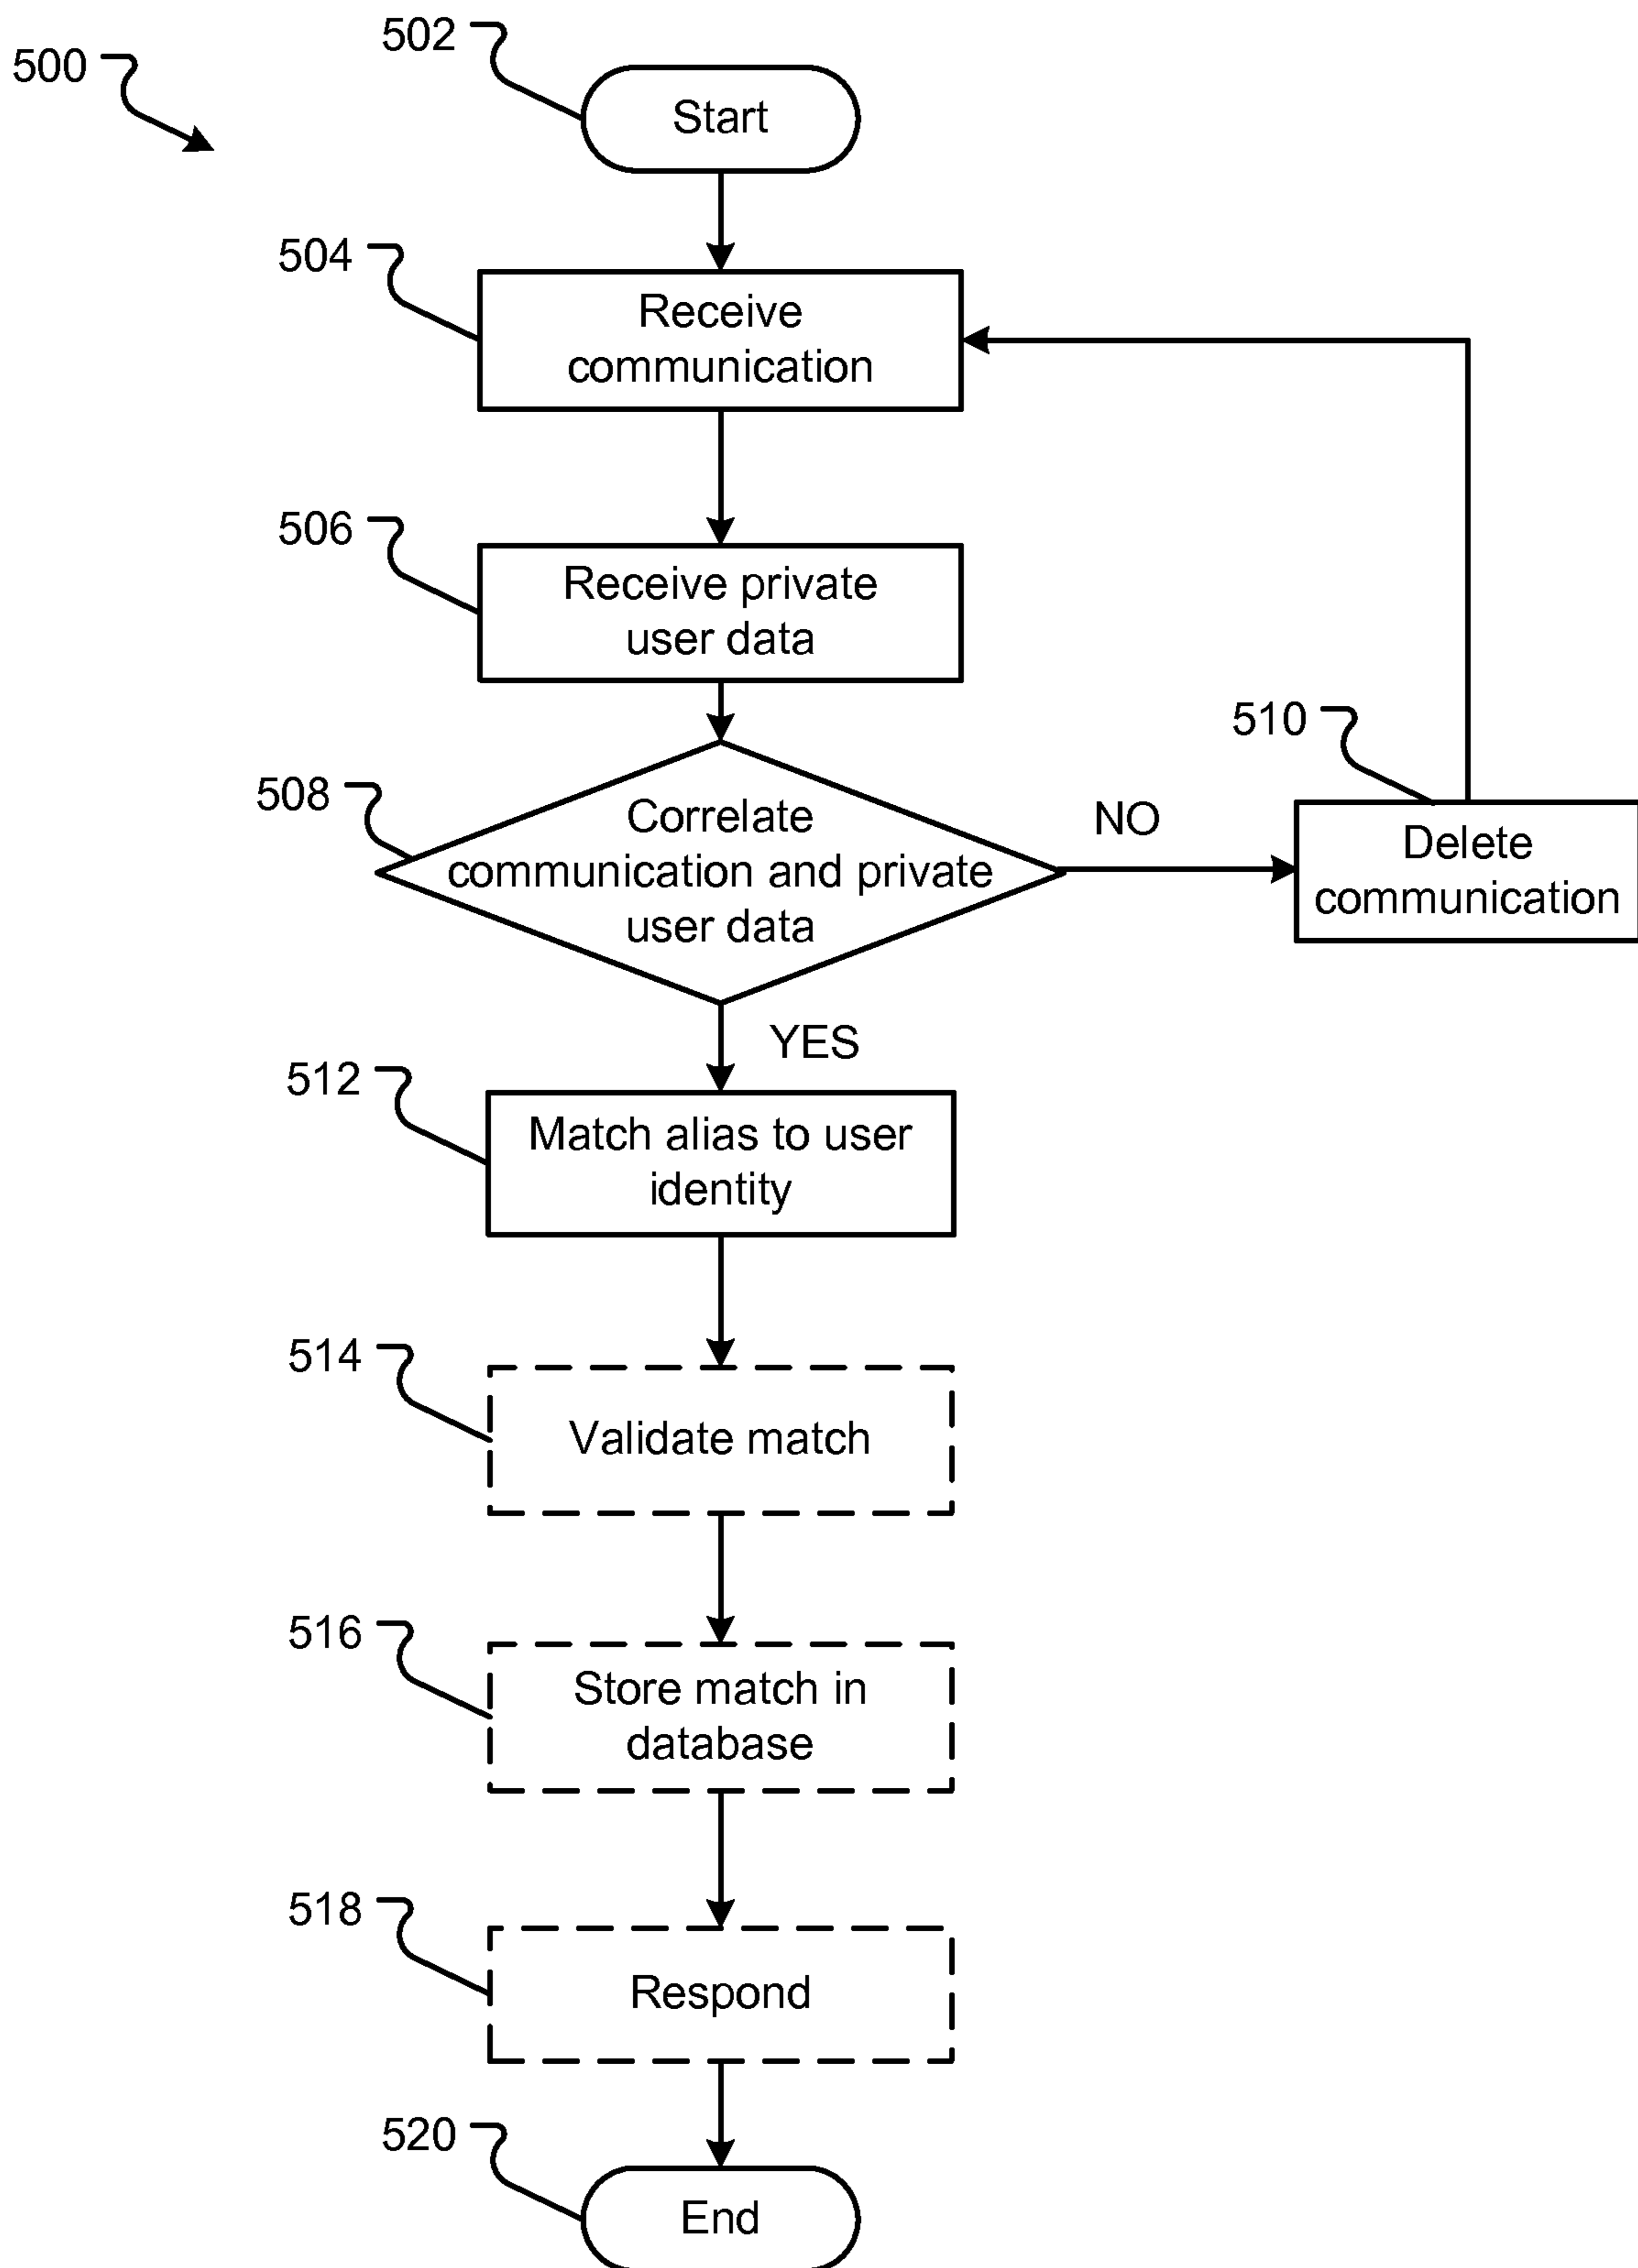 500
502
Start
504
Receive
communication
506
Receive private
user data
508
Correlate
communication and private
user data
NO
510
Delete
communication
YES
512
Match alias to user
identity
514
Validate match
516
Store match in
database
518
Respond
520
End